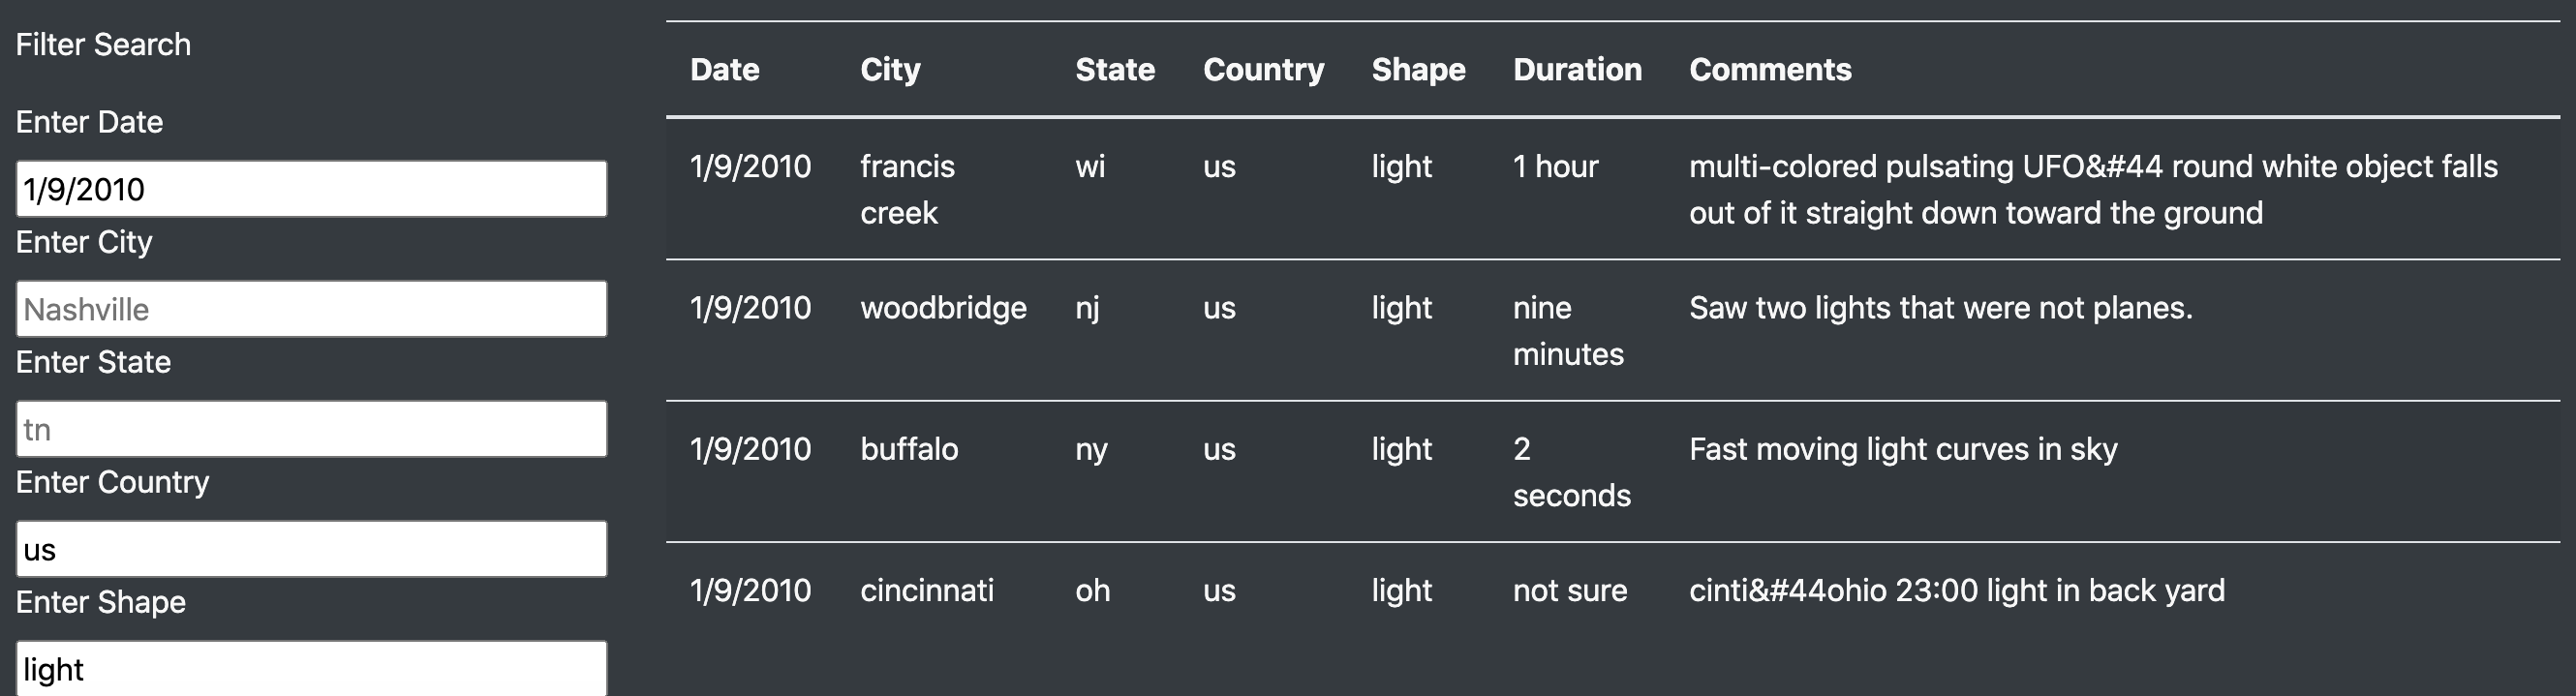 Filter Search
Enter Date
1/9/2010
Enter City
Nashville
Enter State
tn
Enter Country
us
Enter Shape
light
Date City State Country Shape Duration Comments
1/9/2010 francis wi us light 1 hour multi-colored pulsating UFO&#44 round white object falls
creek out of it straight down toward the ground
1/9/2010 woodbridge nj us light nine Saw two lights that were not planes.
minutes
1/9/2010 buffalo ny us light 2 Fast moving light curves in sky
seconds
1/9/2010 cincinnati oh us light not sure cinti&#44ohio 23:00 light in back yard